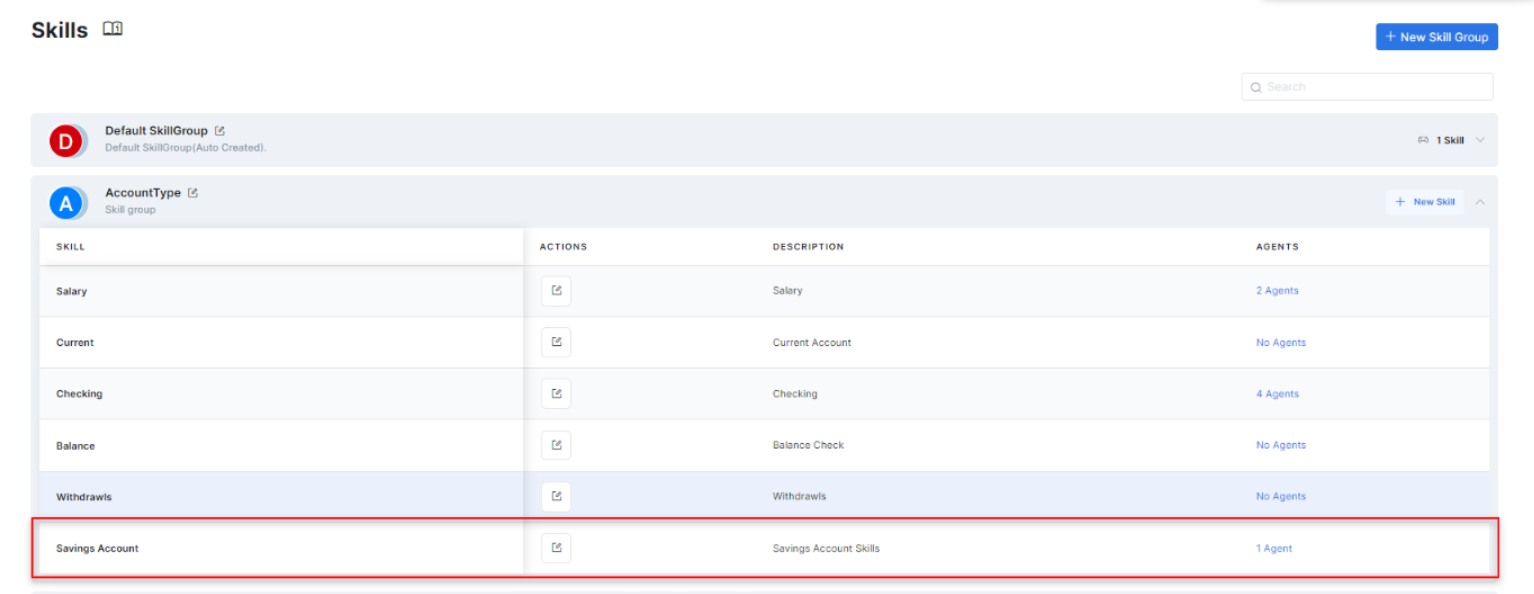 Skills
+ New Skill Group
Search
D
Default SkillGroup
Default SkillGroup(Auto Created).
1 Skill
A
AccountType
Skill group
+ New Skill
SKILL ACTIONS DESCRIPTION AGENTS
Salary Salary 2 Agents
Current Current Account No Agents
Checking Checking 4 Agents
Balance Balance Check No Agents
Withdrawls Withdrawls No Agents
Savings Account Savings Account Skills 1 Agent